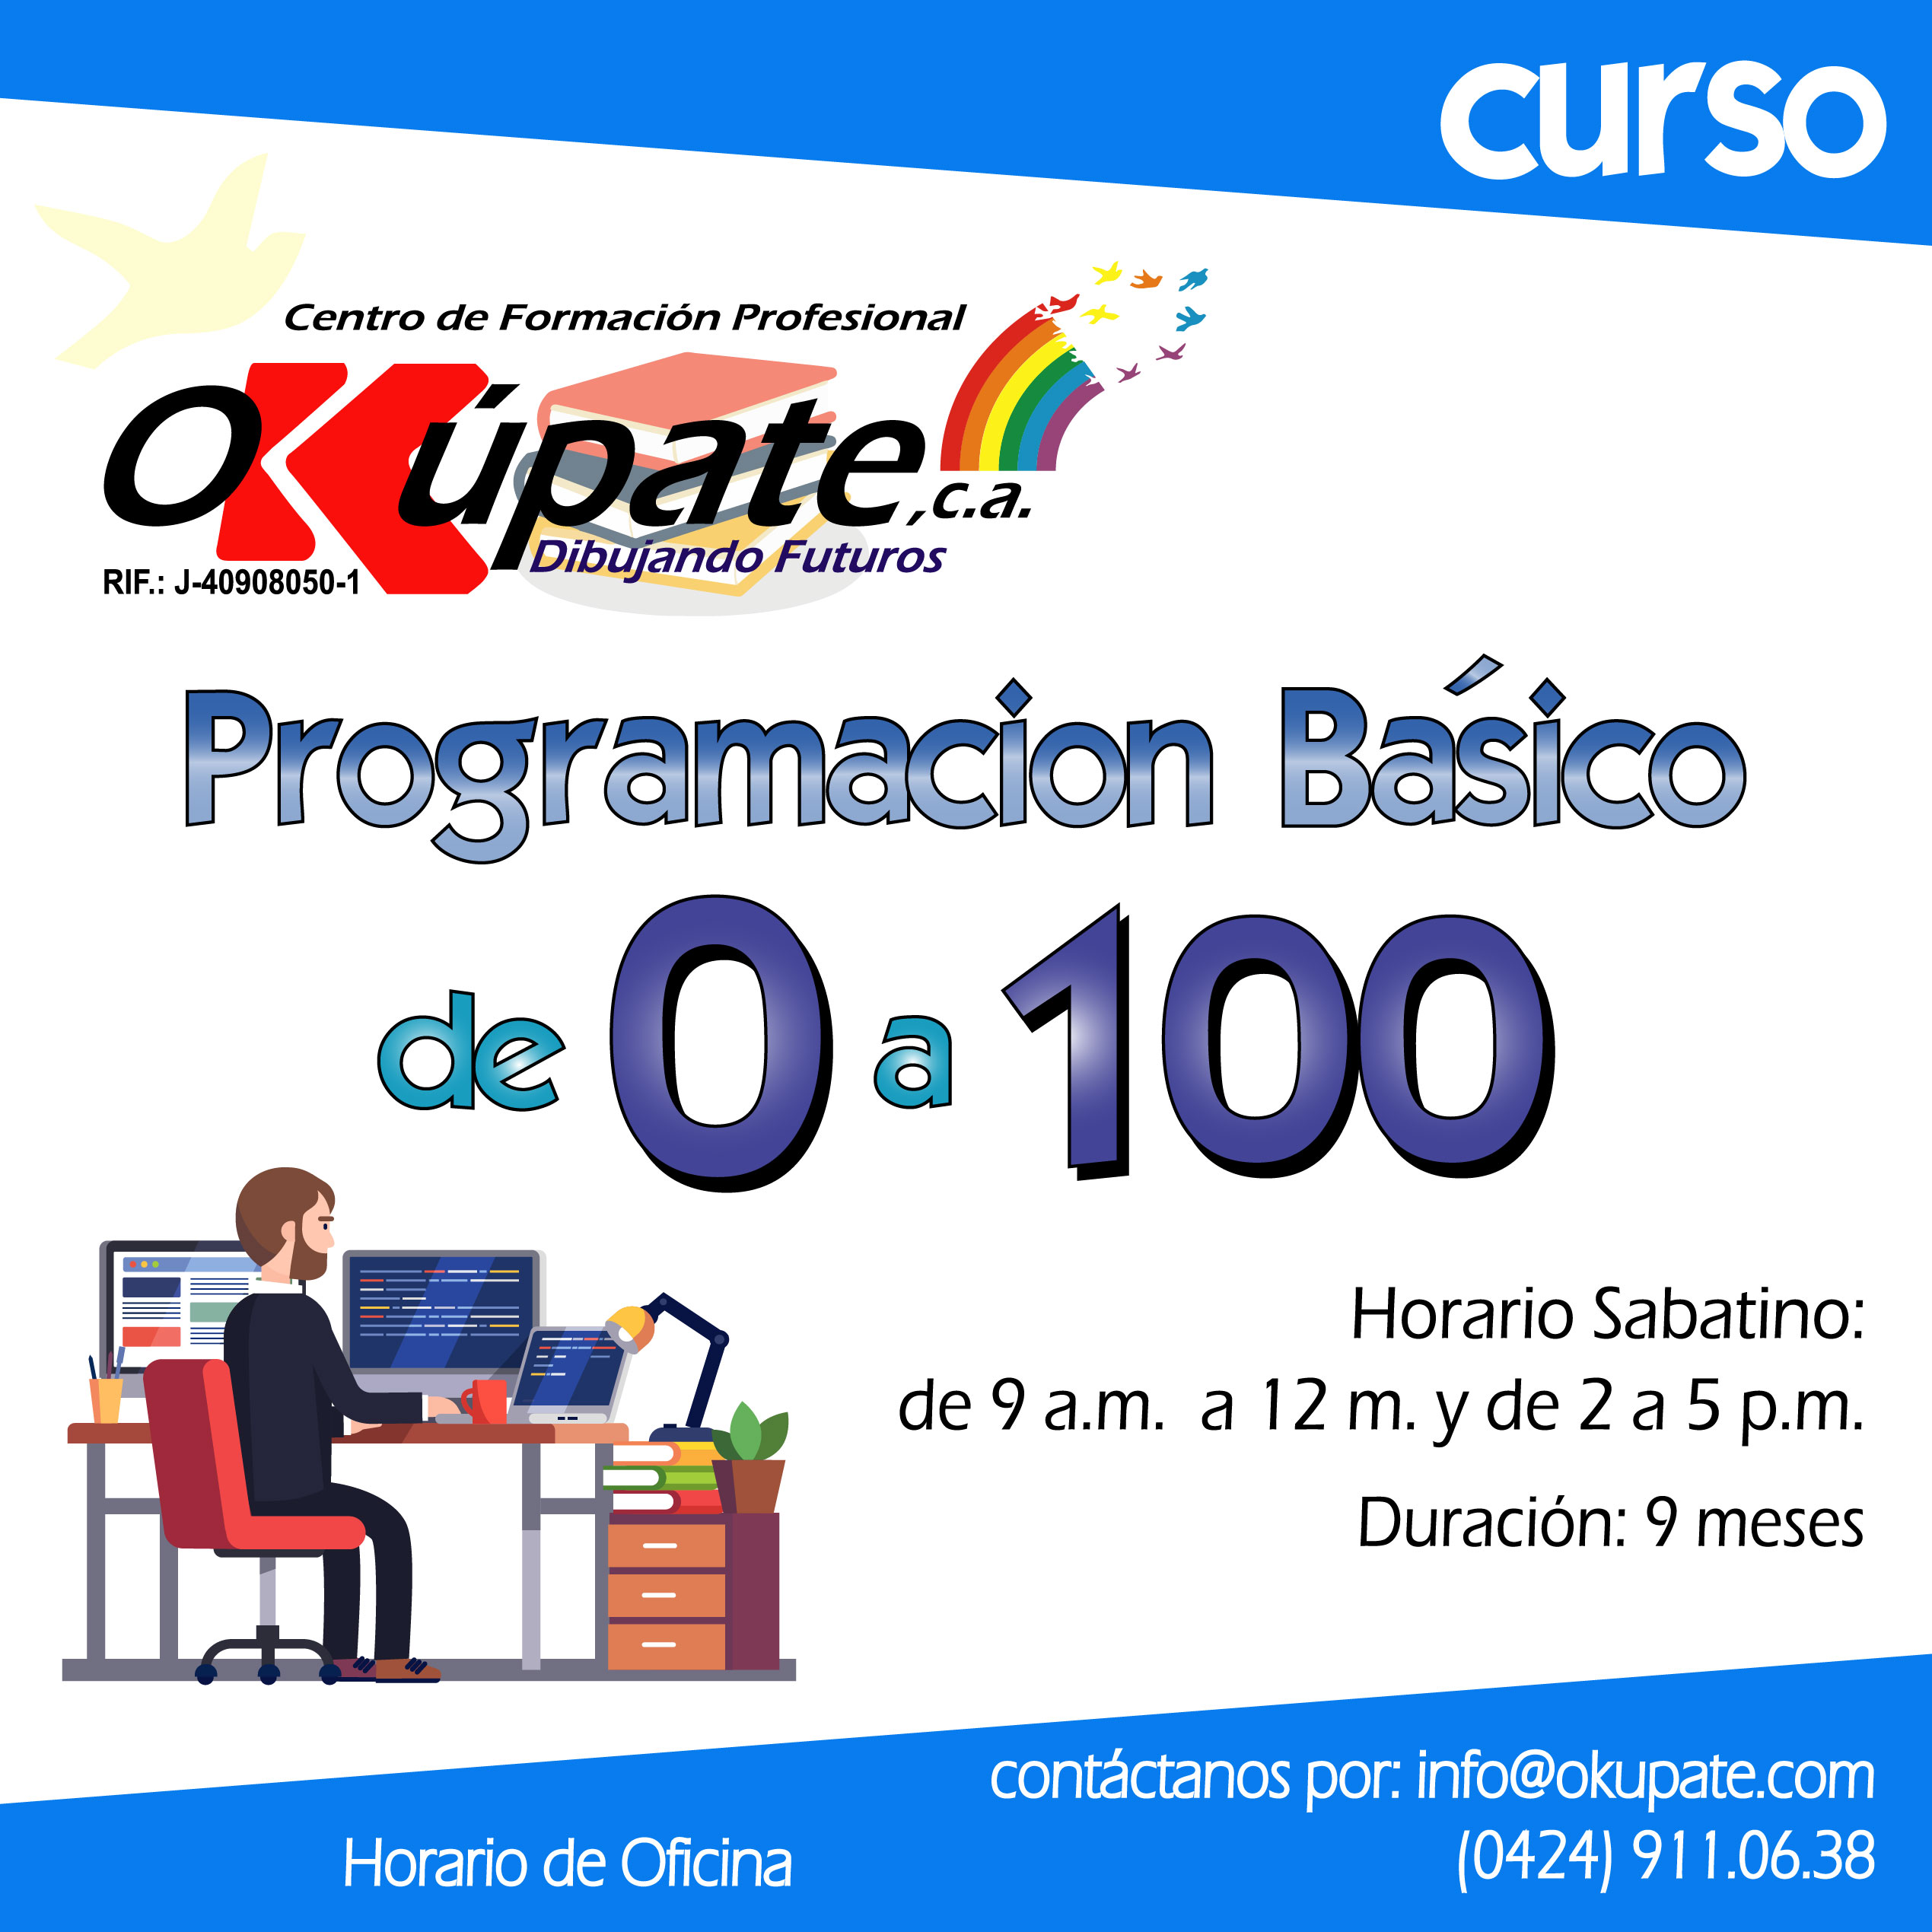 curso
Centro de Formación Profesional
oKúpate, c.a.
Dibujando Futuros
RIF.: J-40908050-1
Programacion Básico
de 0 a 100
Horario Sabatino:
de 9 a.m. a 12 m. y de 2 a 5 p.m.
Duración: 9 meses
contáctanos por: info@okupate.com
(0424) 911.06.38
Horario de Oficina